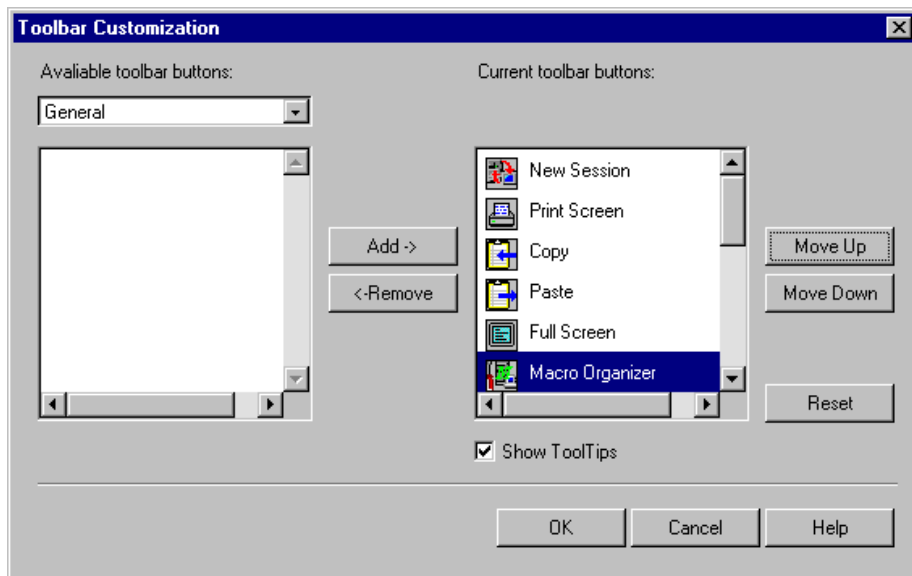 Toolbar Customization
Avaliable toolbar buttons:
Current toolbar buttons:
General
New Session
Print Screen
Copy
Paste
Full Screen
Macro Organizer
Add ->
<-Remove
Move Up
Move Down
Reset
Show ToolTips
OK
Cancel
Help